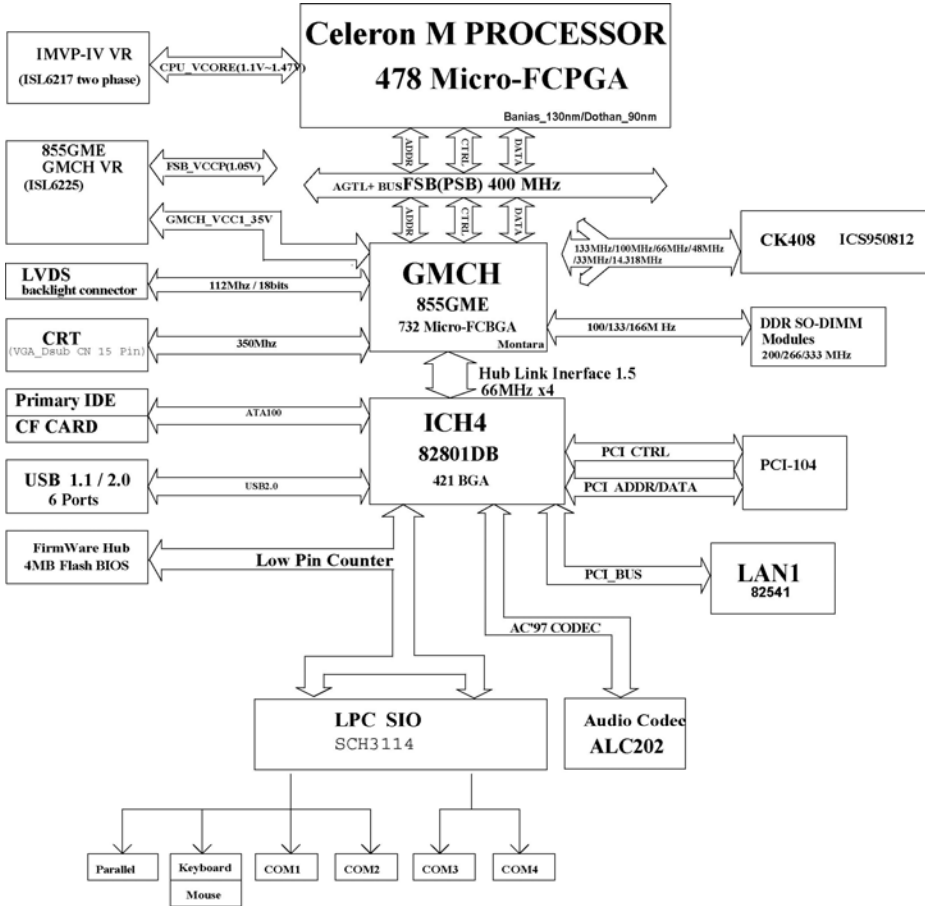 Celeron M PROCESSOR
478 Micro-FCPGA
Banias_130nm/Dothan_90nm
IMVP-IV VR
(ISL6217 two phase)
CPU_VCORE(1.1V~1.47V)
855GME
GMCH VR
(ISL6225)
FSB_VCCP(1.05V)
GMCH_VCC1_35V
ADDR
CTRL
DATA
AGTL+ BUSFSB(PSB) 400 MHz
ADDR
CTRL
DATA
GMCH
855GME
732 Micro-FCBGA
Montara
133MHz/100MHz/66MHz/48MHz
/33MHz/14.318MHz
CK408 ICS950812
LVDS
backlight connector
112Mhz / 18bits
CRT
(VGA_Dsub CN 15 Pin)
350Mhz
100/133/166M Hz
DDR SO-DIMM
Modules
200/266/333 MHz
Hub Link Inerface 1.5
66MHz x4
Primary IDE
CF CARD
ATA100
ICH4
82801DB
421 BGA
USB 1.1 / 2.0
6 Ports
USB2.0
PCI CTRL
PCI ADDR/DATA
PCI-104
FirmWare Hub
4MB Flash BIOS
Low Pin Counter
PCI_BUS
LAN1
82541
AC'97 CODEC
LPC SIO
SCH3114
Audio Codec
ALC202
Parallel
Keyboard
Mouse
COM1
COM2
COM3
COM4